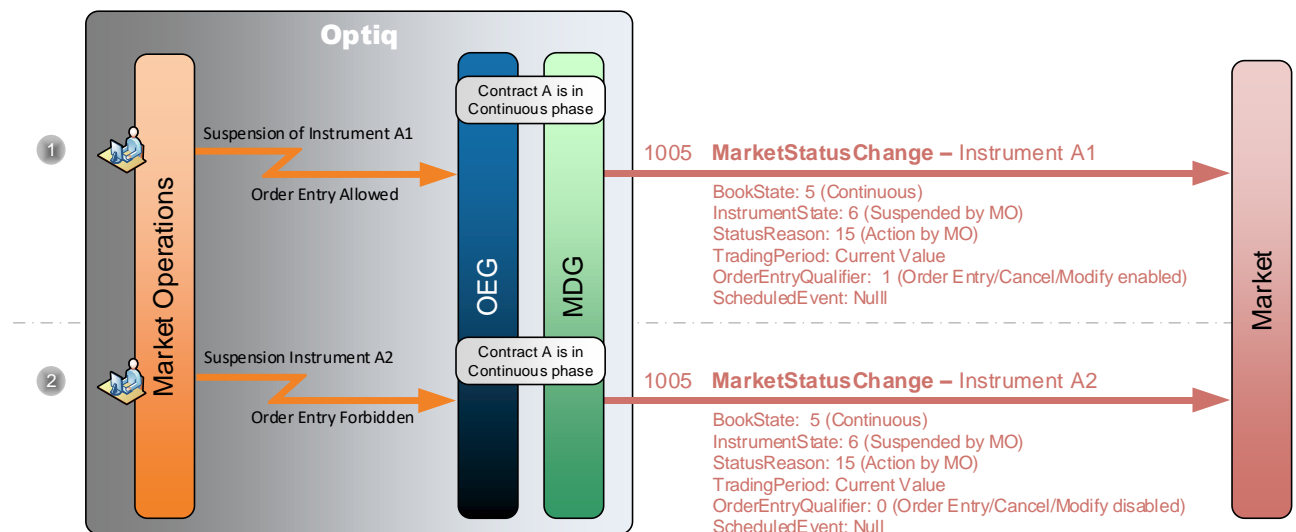 Optiq
Contract A is in
Continuous phase
1
Suspension of Instrument A1
Order Entry Allowed
1005 MarketStatusChange – Instrument A1
BookState: 5 (Continuous)
InstrumentState: 6 (Suspended by MO)
StatusReason: 15 (Action by MO)
TradingPeriod: Current Value
OrderEntryQualifier: 1 (Order Entry/Cancel/Modify enabled)
ScheduledEvent: Nulll
Market Operations
OEG
MDG
Market
Contract A is in
Continuous phase
2
Suspension Instrument A2
Order Entry Forbidden
1005 MarketStatusChange – Instrument A2
BookState: 5 (Continuous)
InstrumentState: 6 (Suspended by MO)
StatusReason: 15 (Action by MO)
TradingPeriod: Current Value
OrderEntryQualifier: 0 (Order Entry/Cancel/Modify disabled)
ScheduledEvent: Null